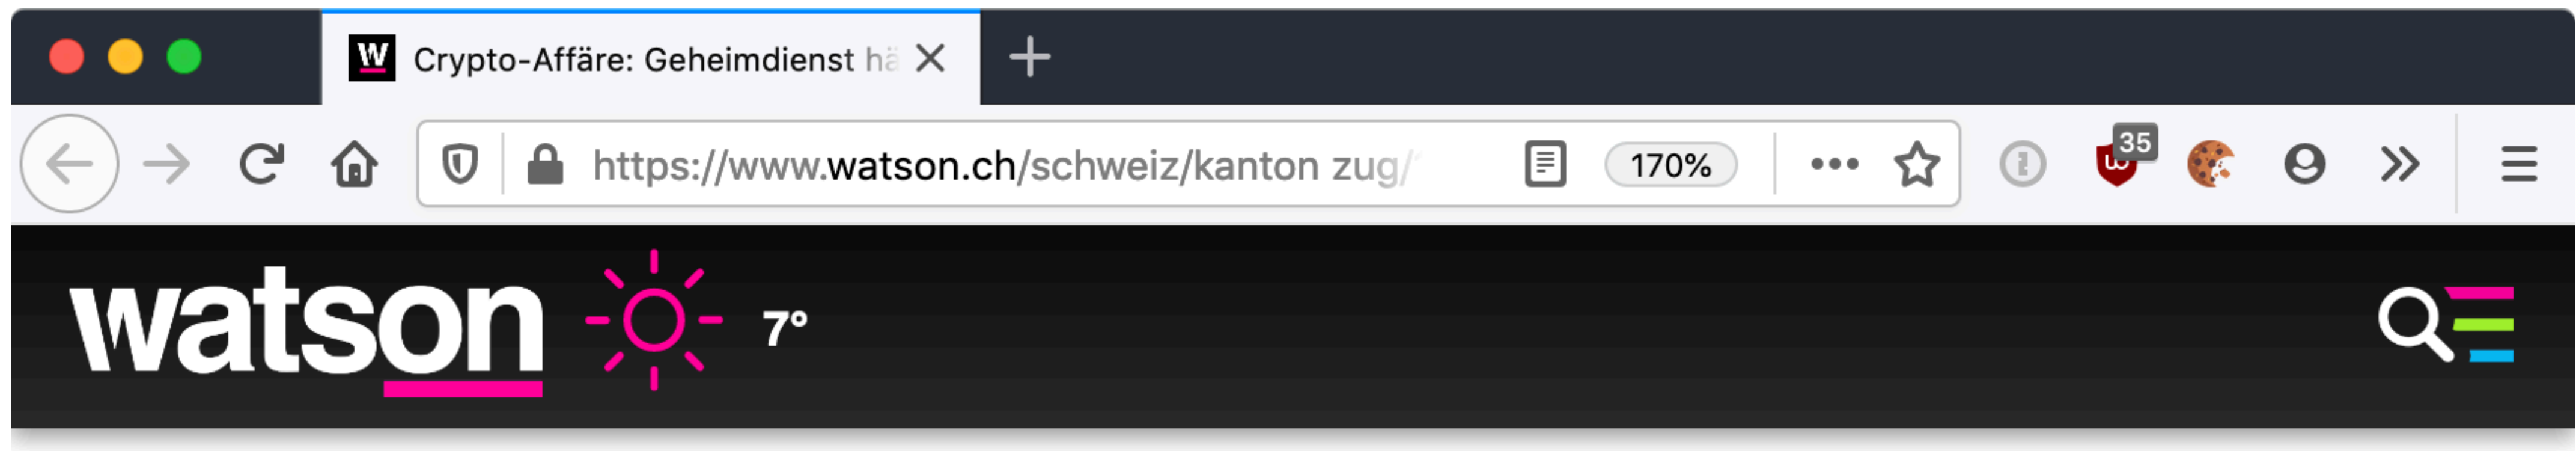 W Crypto-Affäre: Geheimdienst hä
https://www.watson.ch/schweiz/kanton zug/
170%
35
watson 7°